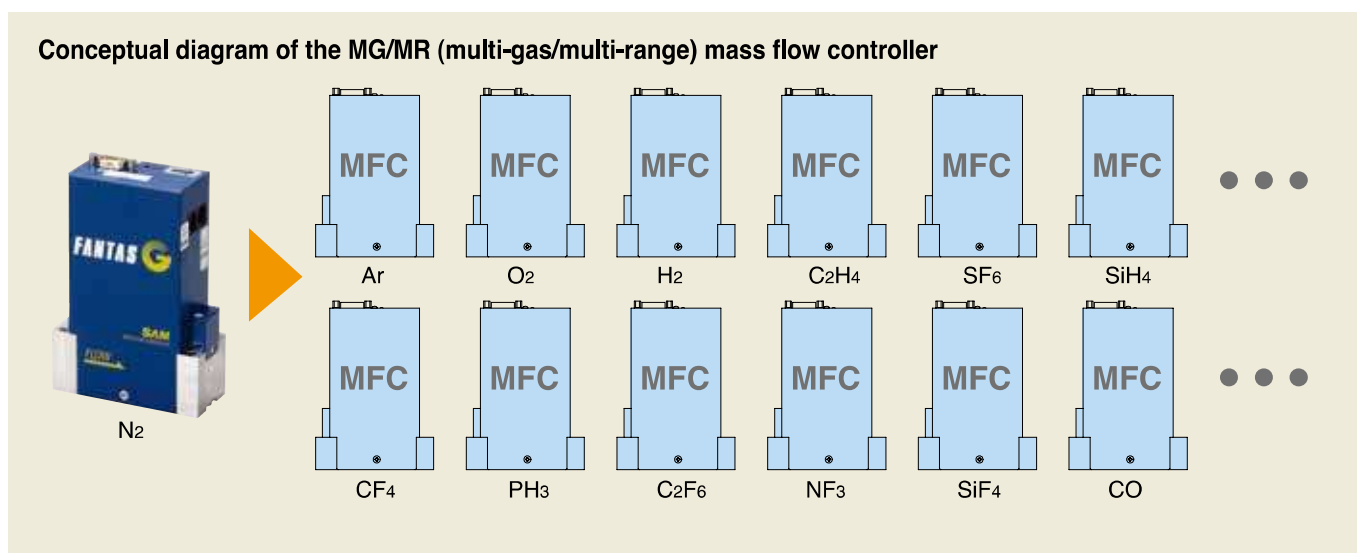 Conceptual diagram of the MG/MR (multi-gas/multi-range) mass flow controller
MFC MFC MFC MFC MFC MFC
FANTAS G
SAM
Ar O2 H2 C2H4 SF6 SiH4
FLOW
MFC MFC MFC MFC MFC MFC
N2
CF4 PH3 C2F6 NF3 SiF4 CO